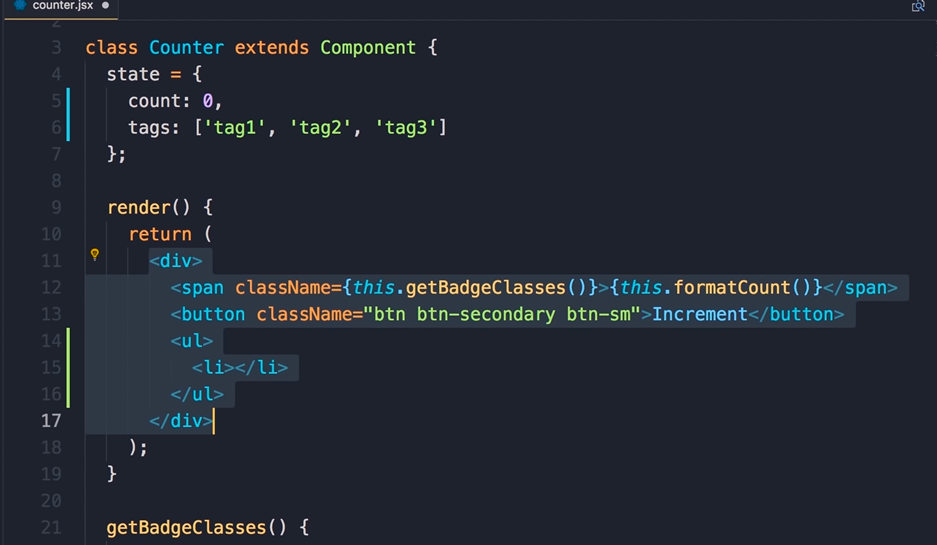 counter.jsx
2
3 class Counter extends Component {
4 state = {
5 count: 0,
6 tags: ['tag1', 'tag2', 'tag3']
7 };
8
9 render() {
10 return (
11 <div>
12 <span className={this.getBadgeClasses()}>{this.formatCount()}</span>
13 <button className="btn btn-secondary btn-sm">Increment</button>
14 <ul>
15 <li></li>
16 </ul>
17 </div>
18 );
19 }
20
21 getBadgeClasses() {